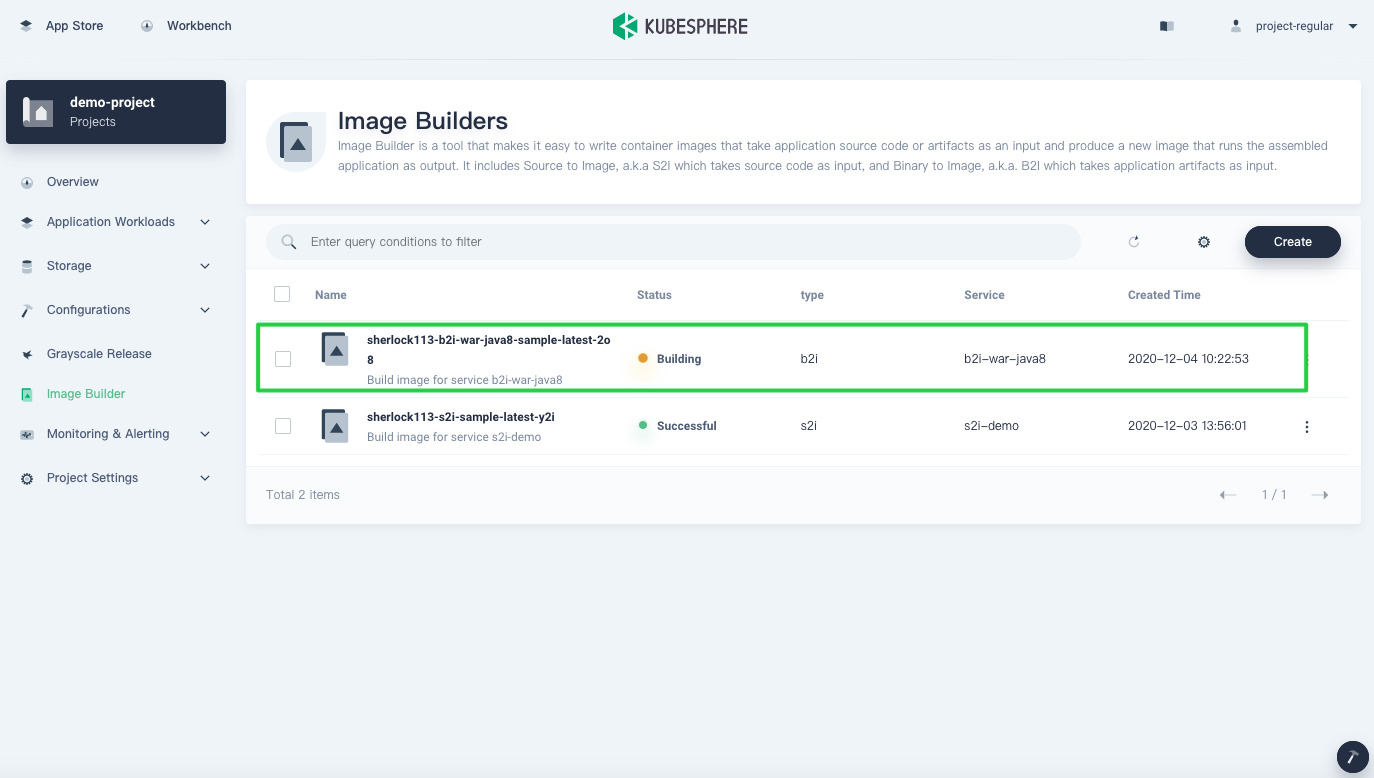 App Store
Workbench
KUBESPHERE
project-regular
demo-project
Projects
Overview
Application Workloads
Storage
Configurations
Grayscale Release
Image Builder
Monitoring & Alerting
Project Settings
Image Builders
Image Builder is a tool that makes it easy to write container images that take application source code or artifacts as an input and produce a new image that runs the assembled
application as output. It includes Source to Image, a.k.a S2I which takes source code as input, and Binary to Image, a.k.a. B2I which takes application artifacts as input.
Enter query conditions to filter
Create
Name Status type Service Created Time
sherlock113-b2i-war-java8-sample-latest-2o
8
Build image for service b2i-war-java8
Building b2i b2i-war-java8 2020-12-04 10:22:53
sherlock113-s2i-sample-latest-y2i
Build image for service s2i-demo
Successful s2i s2i-demo 2020-12-03 13:56:01
Total 2 items
1 / 1